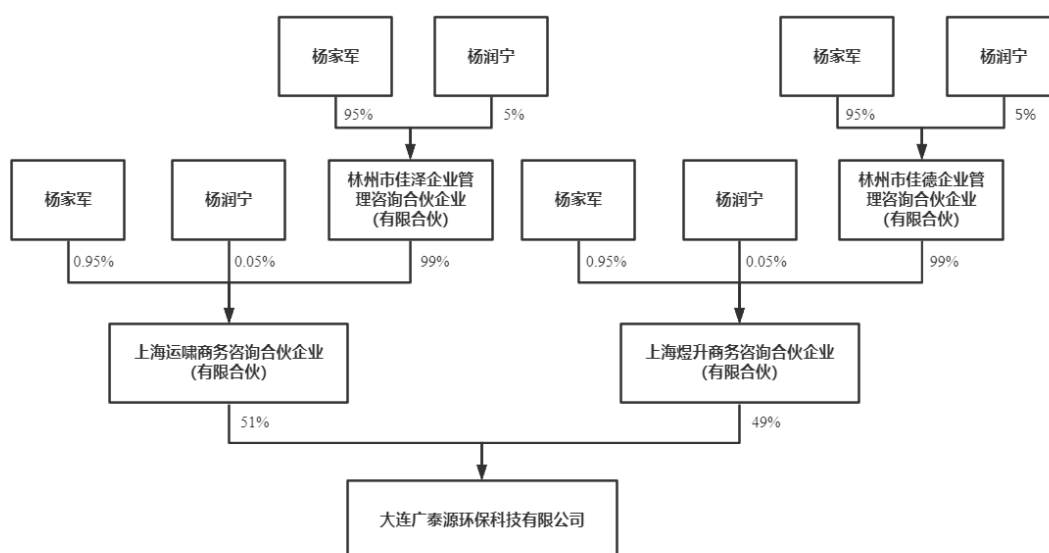 杨家军
杨润宁
杨家军
杨润宁
95%
5%
95%
5%
杨家军
杨润宁
林州市佳泽企业管
理咨询合伙企业
(有限合伙)
杨家军
杨润宁
林州市佳德企业管
理咨询合伙企业
(有限合伙)
0.95%
0.05%
99%
0.95%
0.05%
99%
上海运啸商务咨询合伙企业
(有限合伙)
上海煜升商务咨询合伙企业
(有限合伙)
51%
49%
大连广泰源环保科技有限公司